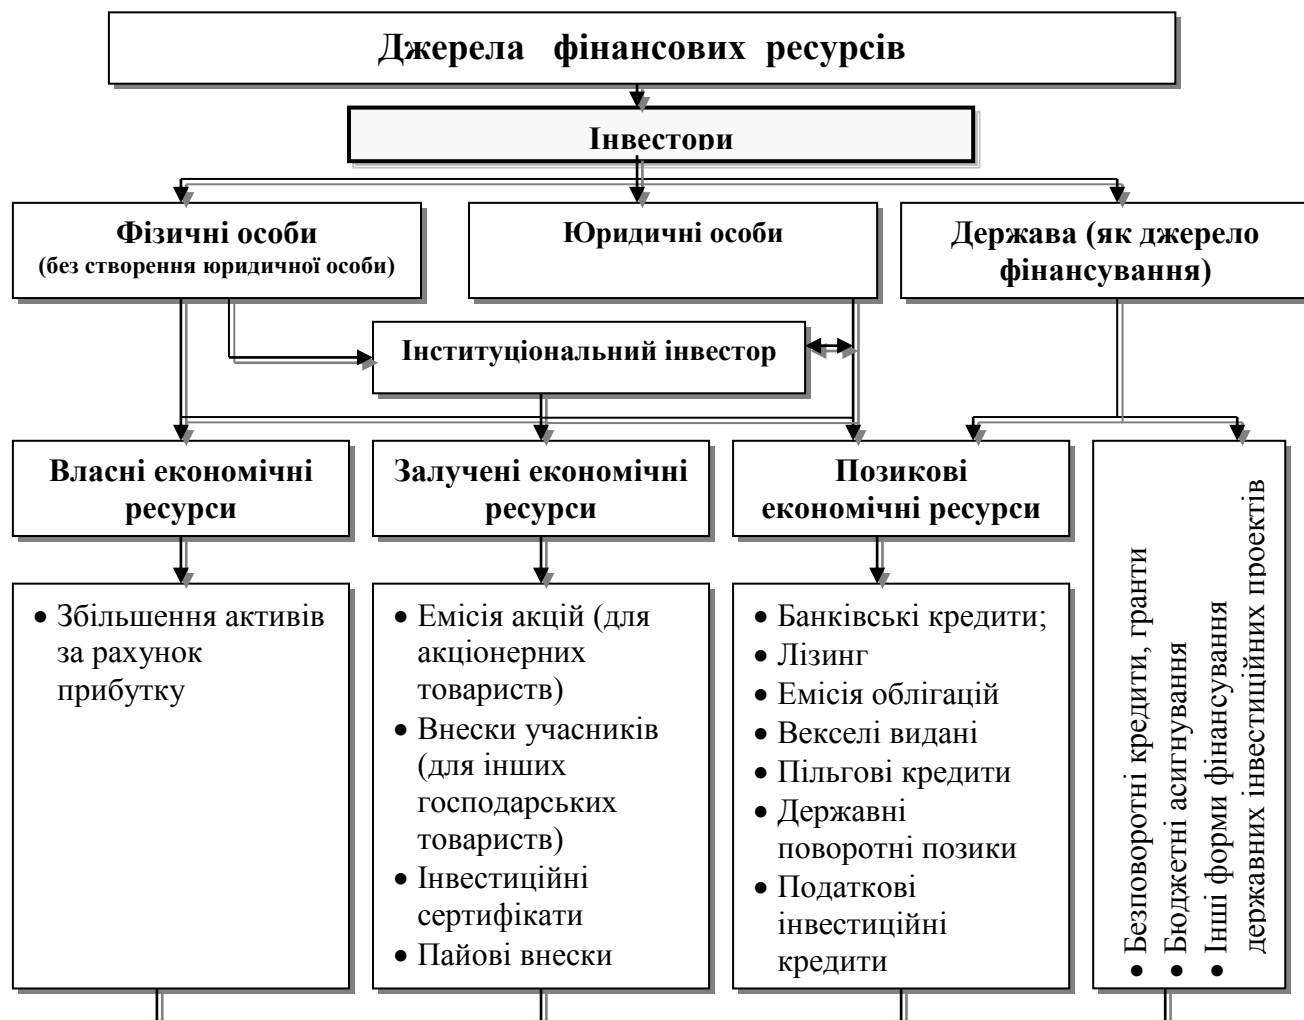 Джерела фінансових ресурсів
Інвестори
Фізичні особи
(без створення юридичної особи)
Юридичні особи
Держава (як джерело
фінансування)
Інституціональний інвестор
Власні економічні
ресурси
Залучені економічні
ресурси
Позикові
економічні ресурси
• Збільшення активів
за рахунок
прибутку
• Емісія акцій (для
акціонерних
товариств)
• Внески учасників
(для інших
господарських
товариств)
• Інвестиційні
сертифікати
• Пайові внески
• Банківські кредити;
• Лізинг
• Емісія облігацій
• Векселі видані
• Пільгові кредити
• Державні
поворотні позики
• Податкові
інвестиційні
кредити
• Безповоротні кредити, гранти
• Бюджетні асигнування
• Інші форми фінансування
державних інвестиційних проектів